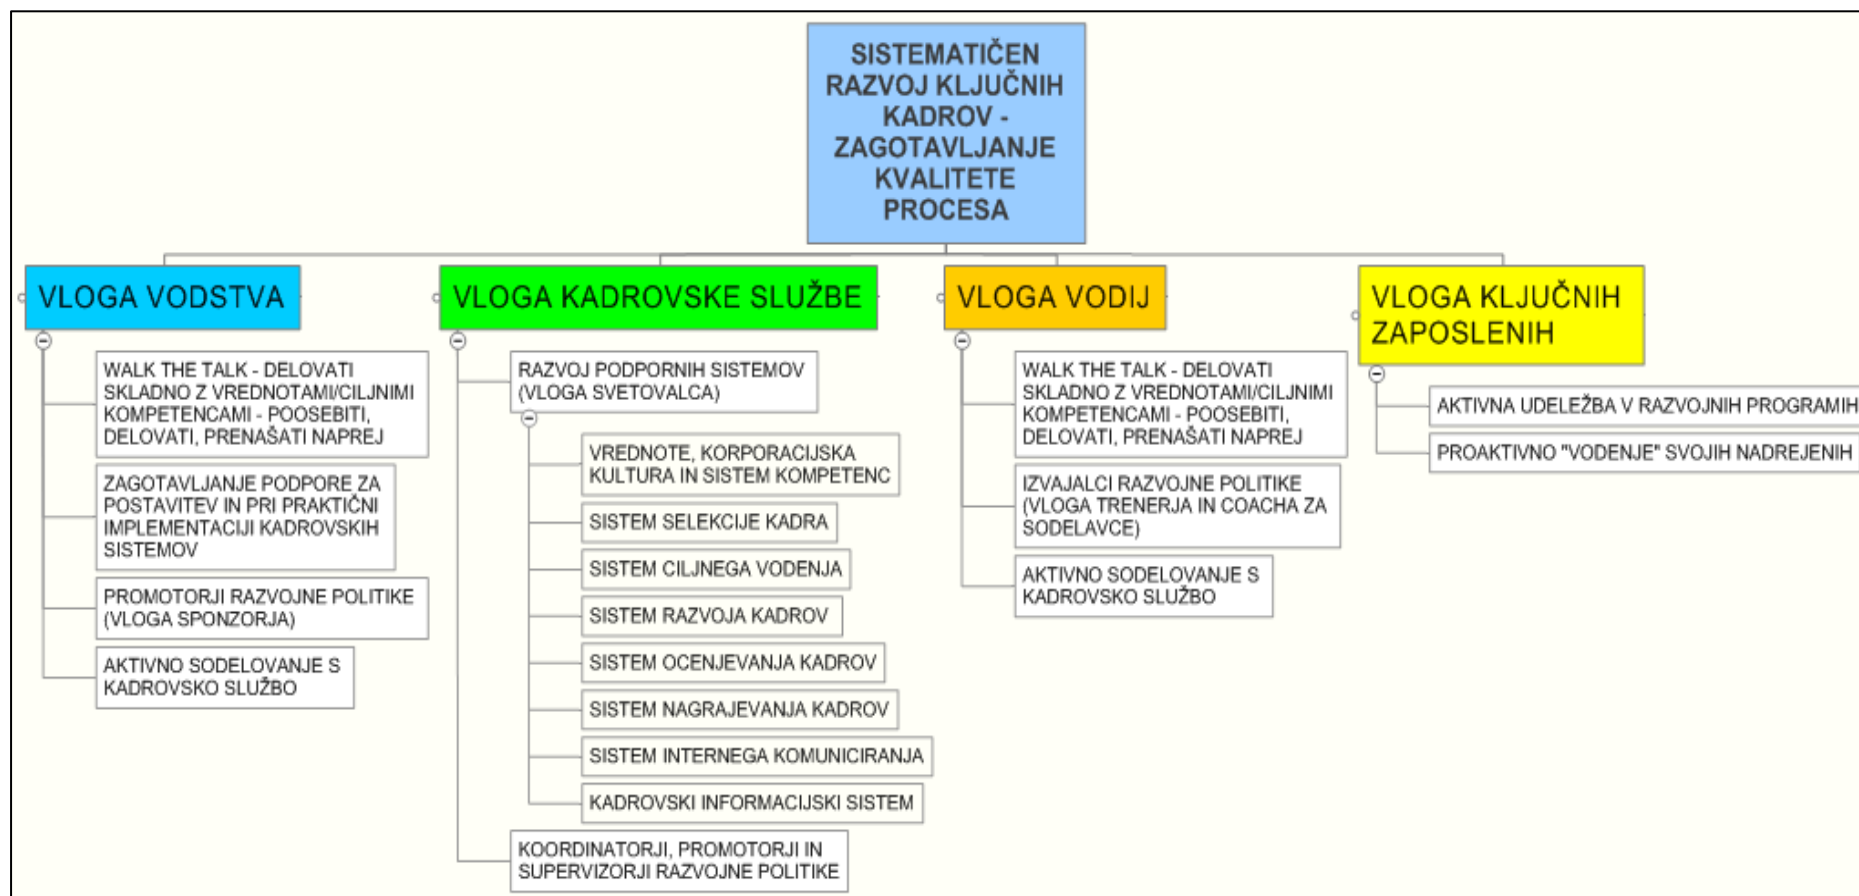 SISTEMATIČEN
RAZVOJ KLJUČNIH
KADROV -
ZAGOTAVLJANJE
KVALITETE
PROCESA
VLOGA VODSTVA
WALK THE TALK - DELOVATI
SKLADNO Z VREDNOTAMI/CILJNIMI
KOMPETENCAMI - POOSEBITI,
DELOVATI, PRENAŠATI NAPREJ
ZAGOTAVLJANJE PODPORE ZA
POSTAVITEV IN PRI PRAKTIČNI
IMPLEMENTACIJI KADROVSKIH
SISTEMOV
PROMOTORJI RAZVOJNE POLITIKE
(VLOGA SPONZORJA)
AKTIVNO SODELOVANJE S
KADROVSKO SLUŽBO
VLOGA KADROVSKE SLUŽBE
RAZVOJ PODPORNIH SISTEMOV
(VLOGA SVETOVALCA)
VREDNOTE, KORPORACIJSKA
KULTURA IN SISTEM KOMPETENC
SISTEM SELEKCIJE KADRA
SISTEM CILJNEGA VODENJA
SISTEM RAZVOJA KADROV
SISTEM OCENJEVANJA KADROV
SISTEM NAGRAJEVANJA KADROV
SISTEM INTERNEGA KOMUNICIRANJA
KADROVSKI INFORMACIJSKI SISTEM
KOORDINATORJI, PROMOTORJI IN
SUPERVIZORJI RAZVOJNE POLITIKE
VLOGA VODIJ
WALK THE TALK - DELOVATI
SKLADNO Z VREDNOTAMI/CILJNIMI
KOMPETENCAMI - POOSEBITI,
DELOVATI, PRENAŠATI NAPREJ
IZVAJALCI RAZVOJNE POLITIKE
(VLOGA TRENERJA IN COACHA ZA
SODELAVCE)
AKTIVNO SODELOVANJE S
KADROVSKO SLUŽBO
VLOGA KLJUČNIH
ZAPOSLENIH
AKTIVNA UDELEŽBA V RAZVOJNIH PROGRAMIH
PROAKTIVNO "VODENJE" SVOJIH NADREJENIH